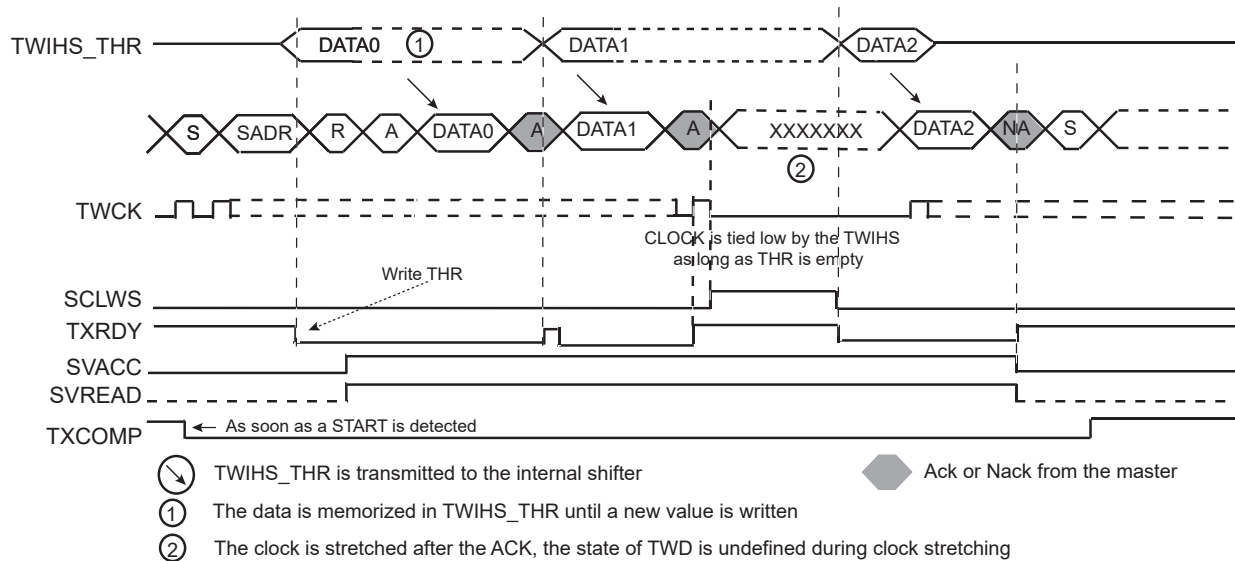 TWIHS_THR DATA0 1 DATA1 DATA2
S SADR R A DATA0 A DATA1 A XXXXXXX DATA2 NA S
2
TWCK
CLOCK is tied low by the TWIHS
as long as THR is empty
Write THR
SCLWS
TXRDY
SVACC
SVREAD
TXCOMP As soon as a START is detected
TWIHS_THR is transmitted to the internal shifter Ack or Nack from the master
1 The data is memorized in TWIHS_THR until a new value is written
2 The clock is stretched after the ACK, the state of TWD is undefined during clock stretching